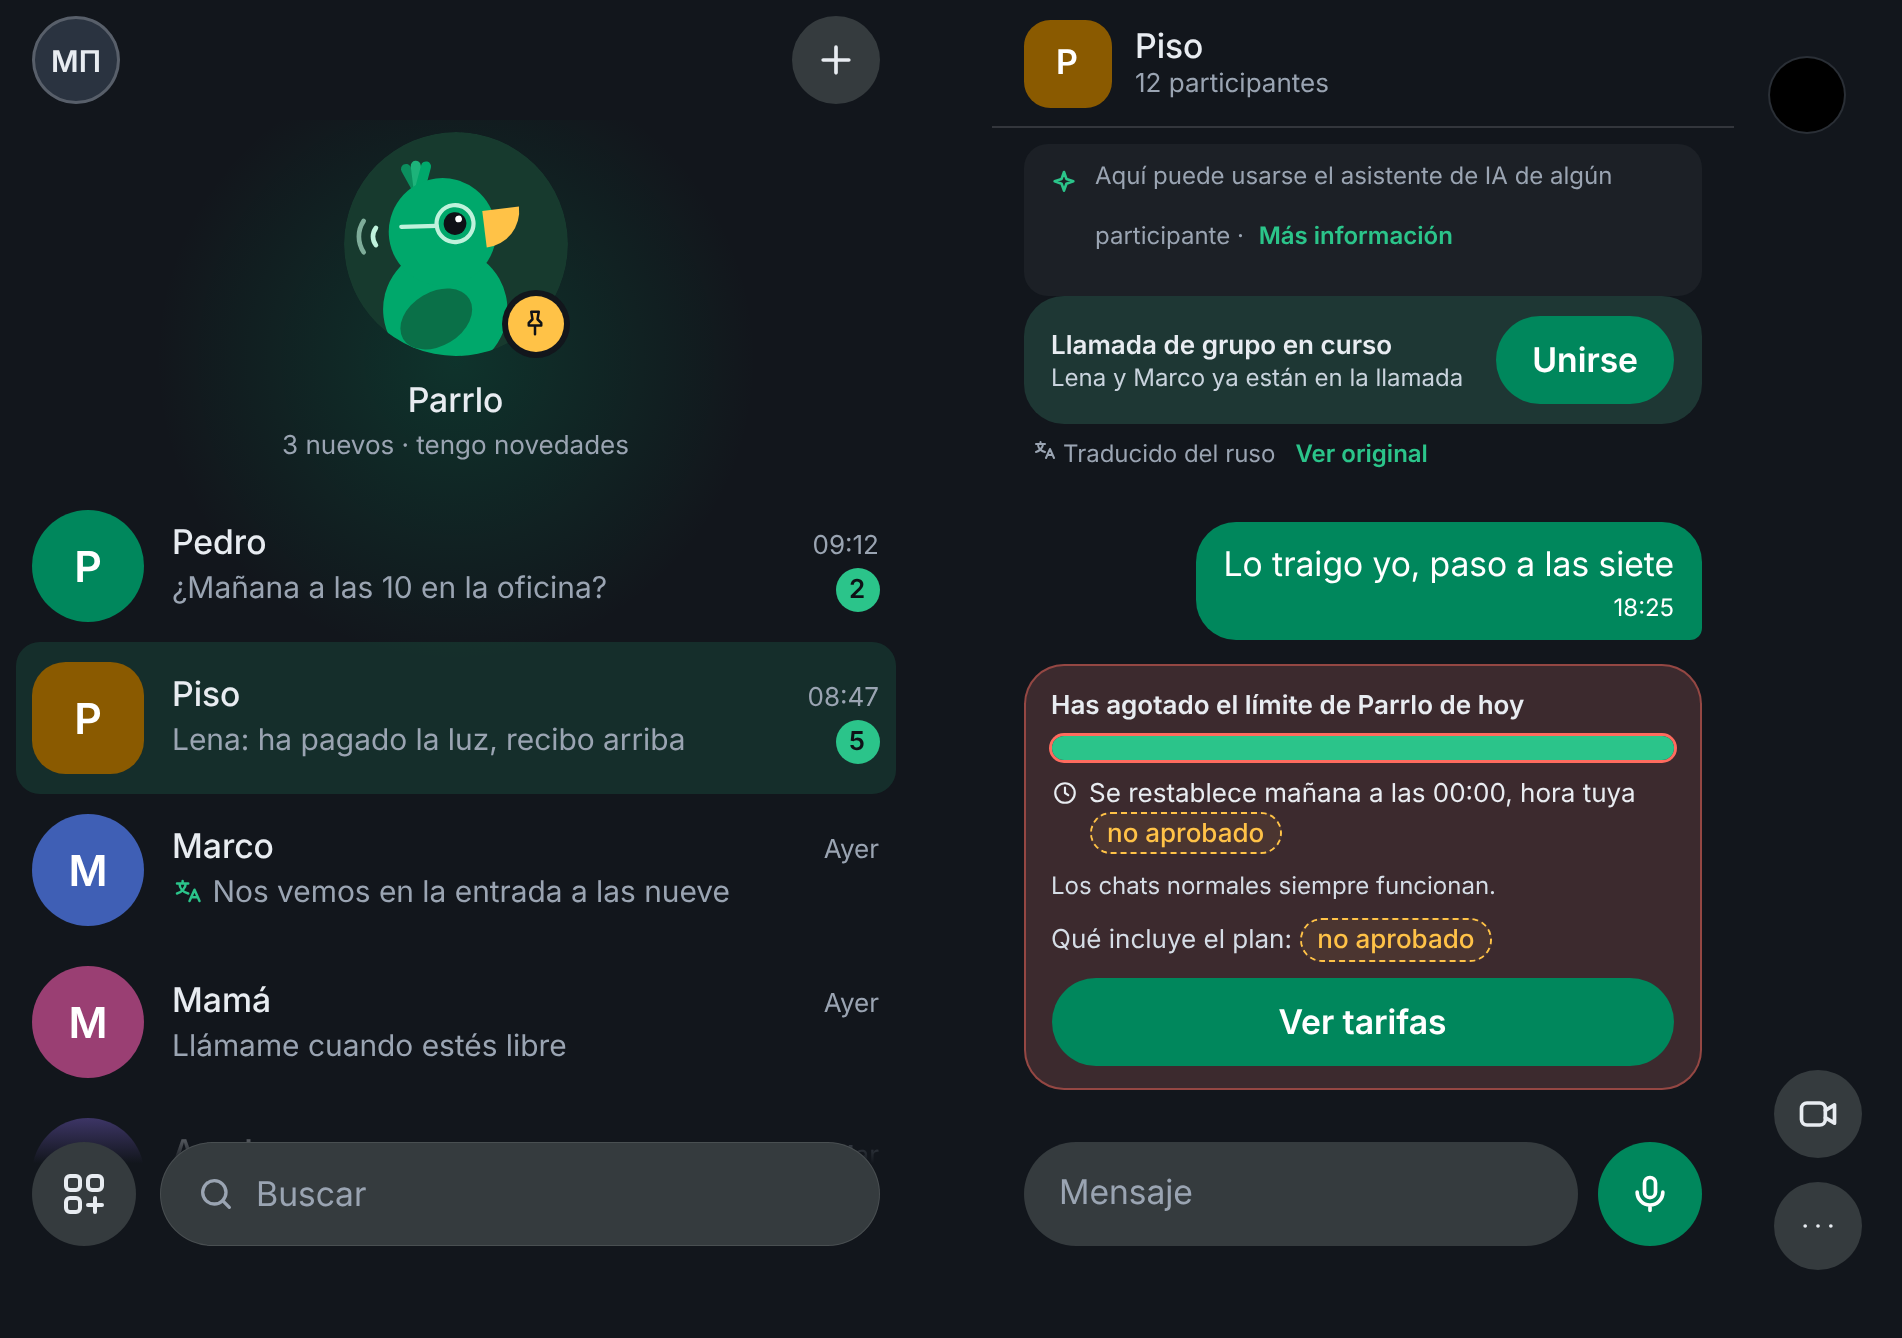 МП
Parrlo
3 nuevos · tengo novedades
Pedro
09:12
¿Mañana a las 10 en la oficina?
2
P
Piso
08:47
Lena: ha pagado la luz, recibo arriba
5
P
Marco
Ayer
Nos vemos en la entrada a las nueve
M
Mamá
Ayer
Llámame cuando estés libre
M
Buscar
P
Piso
12 participantes
Aquí puede usarse el asistente de IA de algún
participante · Más información
Llamada de grupo en curso
Lena y Marco ya están en la llamada
Unirse
Traducido del ruso Ver original
Lo traigo yo, paso a las siete
18:25
Has agotado el límite de Parrlo de hoy
Se restablece mañana a las 00:00, hora tuya
no aprobado
Los chats normales siempre funcionan.
Qué incluye el plan: no aprobado
Ver tarifas
Mensaje